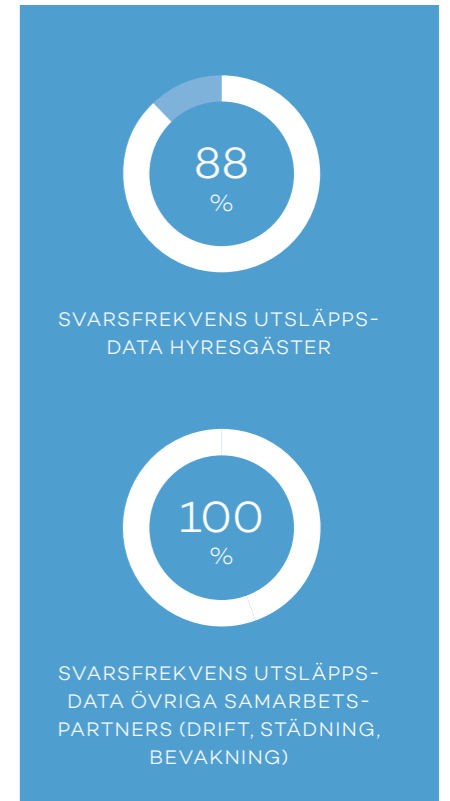 88
%
SVARSFREKVENS UTSLÄPPS-
DATA HYRESGÄSTER
100
%
SVARSFREKVENS UTSLÄPPS-
DATA ÖVRIGA SAMARBETS-
PARTNERS (DRIFT, STÄDNING,
BEVAKNING)